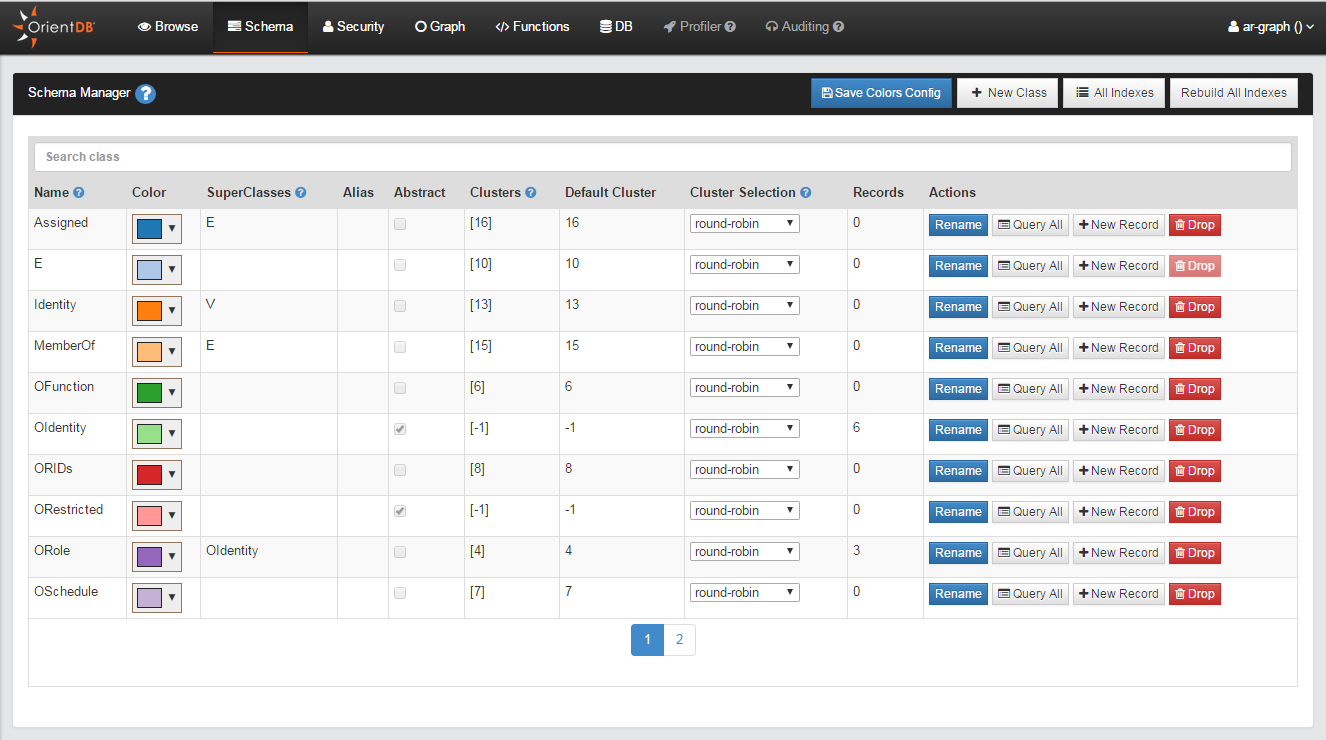 OrientDB Browse Schema Security Graph Functions DB Profiler Auditing ar-graph ()
Schema Manager Save Colors Config New Class All Indexes Rebuild All Indexes
Search class
Name Color SuperClasses Alias Abstract Clusters Default Cluster Cluster Selection Records Actions
Assigned E [16] 16 round-robin 0 Rename Query All New Record Drop
E [10] 10 round-robin 0 Rename Query All New Record Drop
Identity V [13] 13 round-robin 0 Rename Query All New Record Drop
MemberOf E [15] 15 round-robin 0 Rename Query All New Record Drop
OFunction [6] 6 round-robin 0 Rename Query All New Record Drop
OIdentity [-1] -1 round-robin 6 Rename Query All New Record Drop
ORIDs [8] 8 round-robin 0 Rename Query All New Record Drop
ORestricted [-1] -1 round-robin 0 Rename Query All New Record Drop
ORole OIdentity [4] 4 round-robin 3 Rename Query All New Record Drop
OSchedule [7] 7 round-robin 0 Rename Query All New Record Drop
1 2